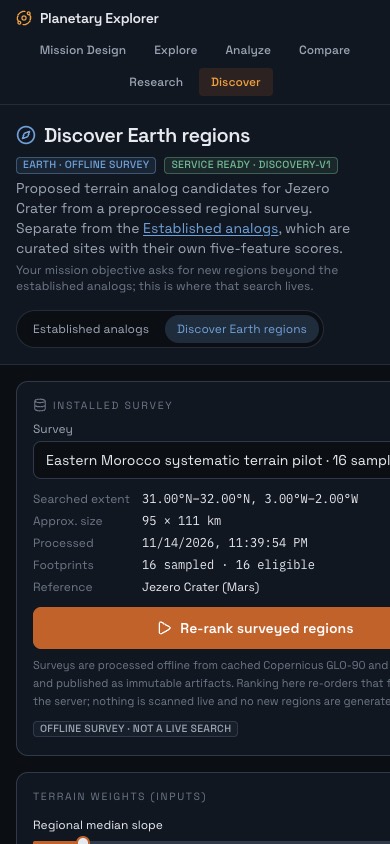 Planetary Explorer
Mission Design Explore Analyze Compare
Research Discover
Discover Earth regions
EARTH · OFFLINE SURVEY SERVICE READY · DISCOVERY-V1
Proposed terrain analog candidates for Jezero
Crater from a preprocessed regional survey.
Separate from the Established analogs, which are
curated sites with their own five-feature scores.
Your mission objective asks for new regions beyond the
established analogs; this is where that search lives.
Established analogs Discover Earth regions
INSTALLED SURVEY
Survey
Eastern Morocco systematic terrain pilot · 16 sampl
Searched extent 31.00°N–32.00°N, 3.00°W–2.00°W
Approx. size 95 × 111 km
Processed 11/14/2026, 11:39:54 PM
Footprints 16 sampled · 16 eligible
Reference Jezero Crater (Mars)
Re-rank surveyed regions
Surveys are processed offline from cached Copernicus GLO-90 and
and published as immutable artifacts. Ranking here re-orders that f
the server; nothing is scanned live and no new regions are generate
OFFLINE SURVEY · NOT A LIVE SEARCH
TERRAIN WEIGHTS (INPUTS)
Regional median slope